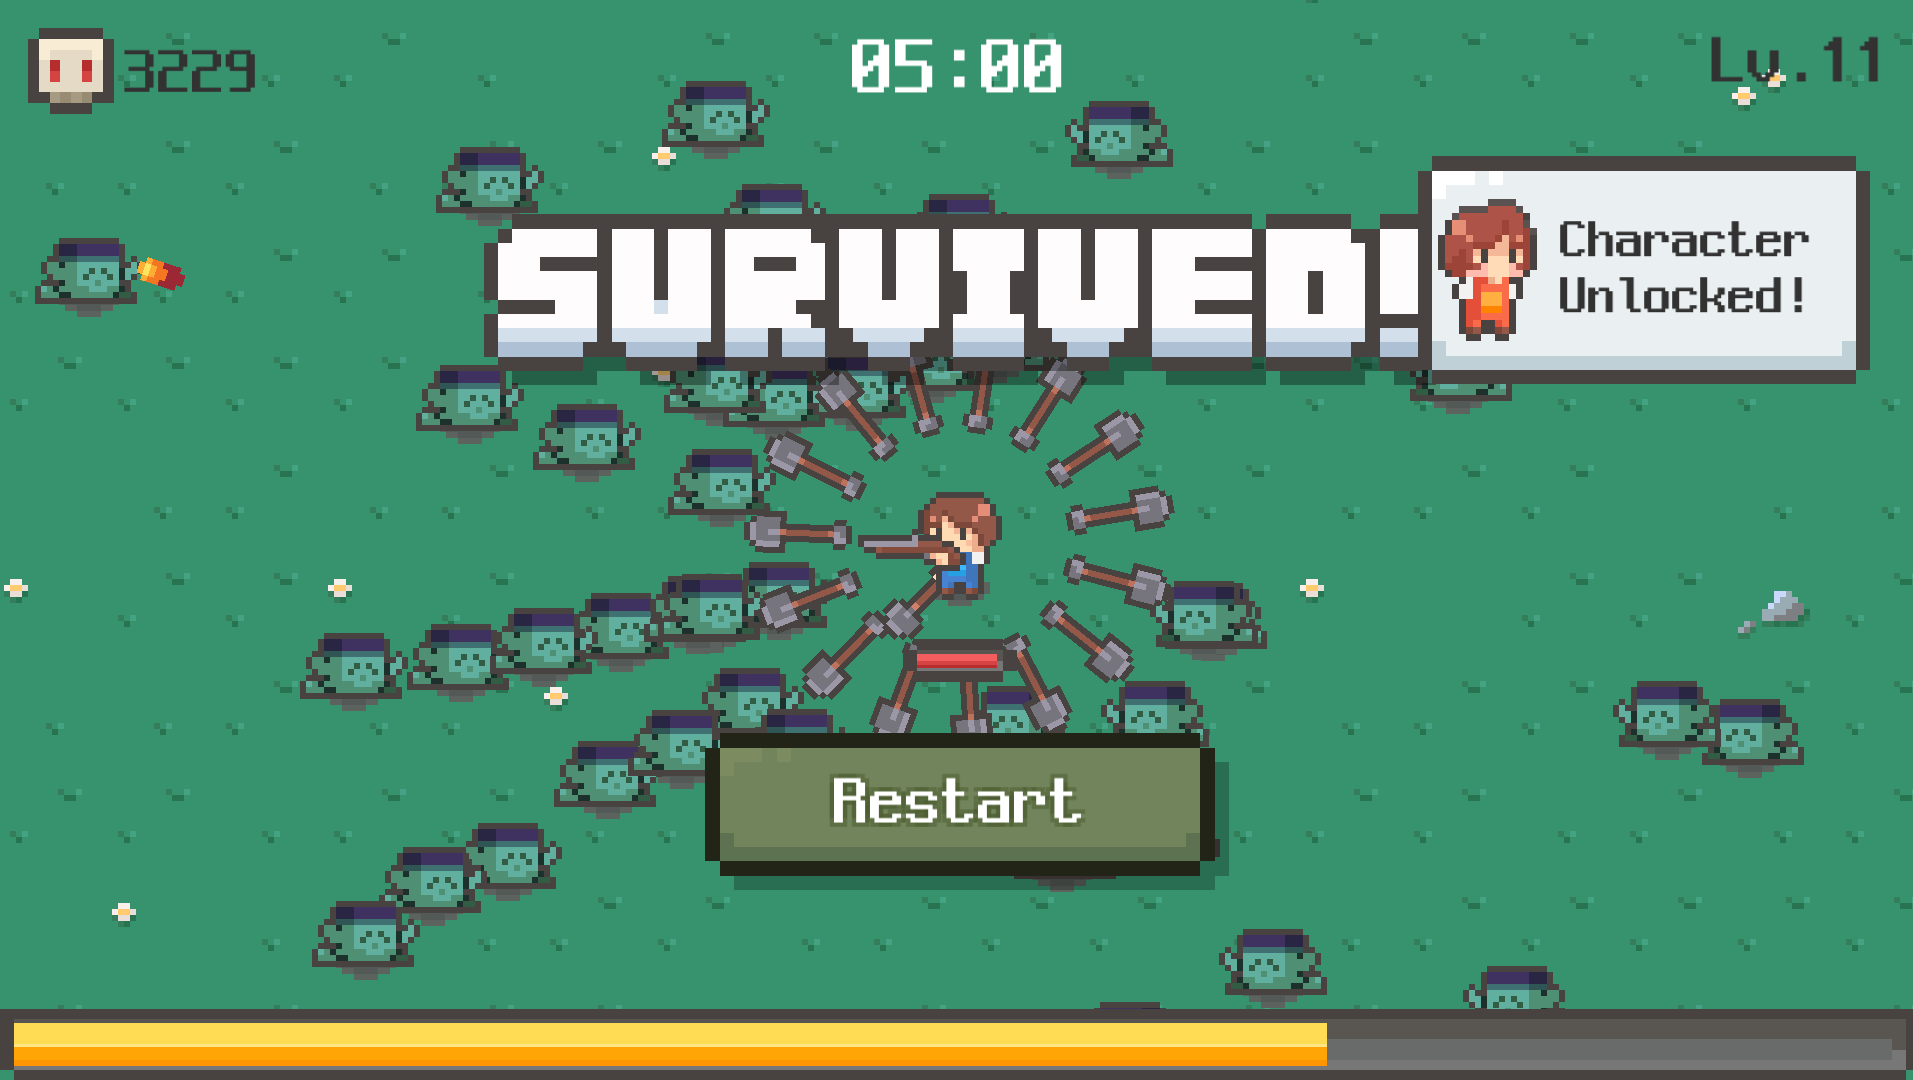 3229
05:00
Lv.11
SURVIVED!
Character
Unlocked!
Restart